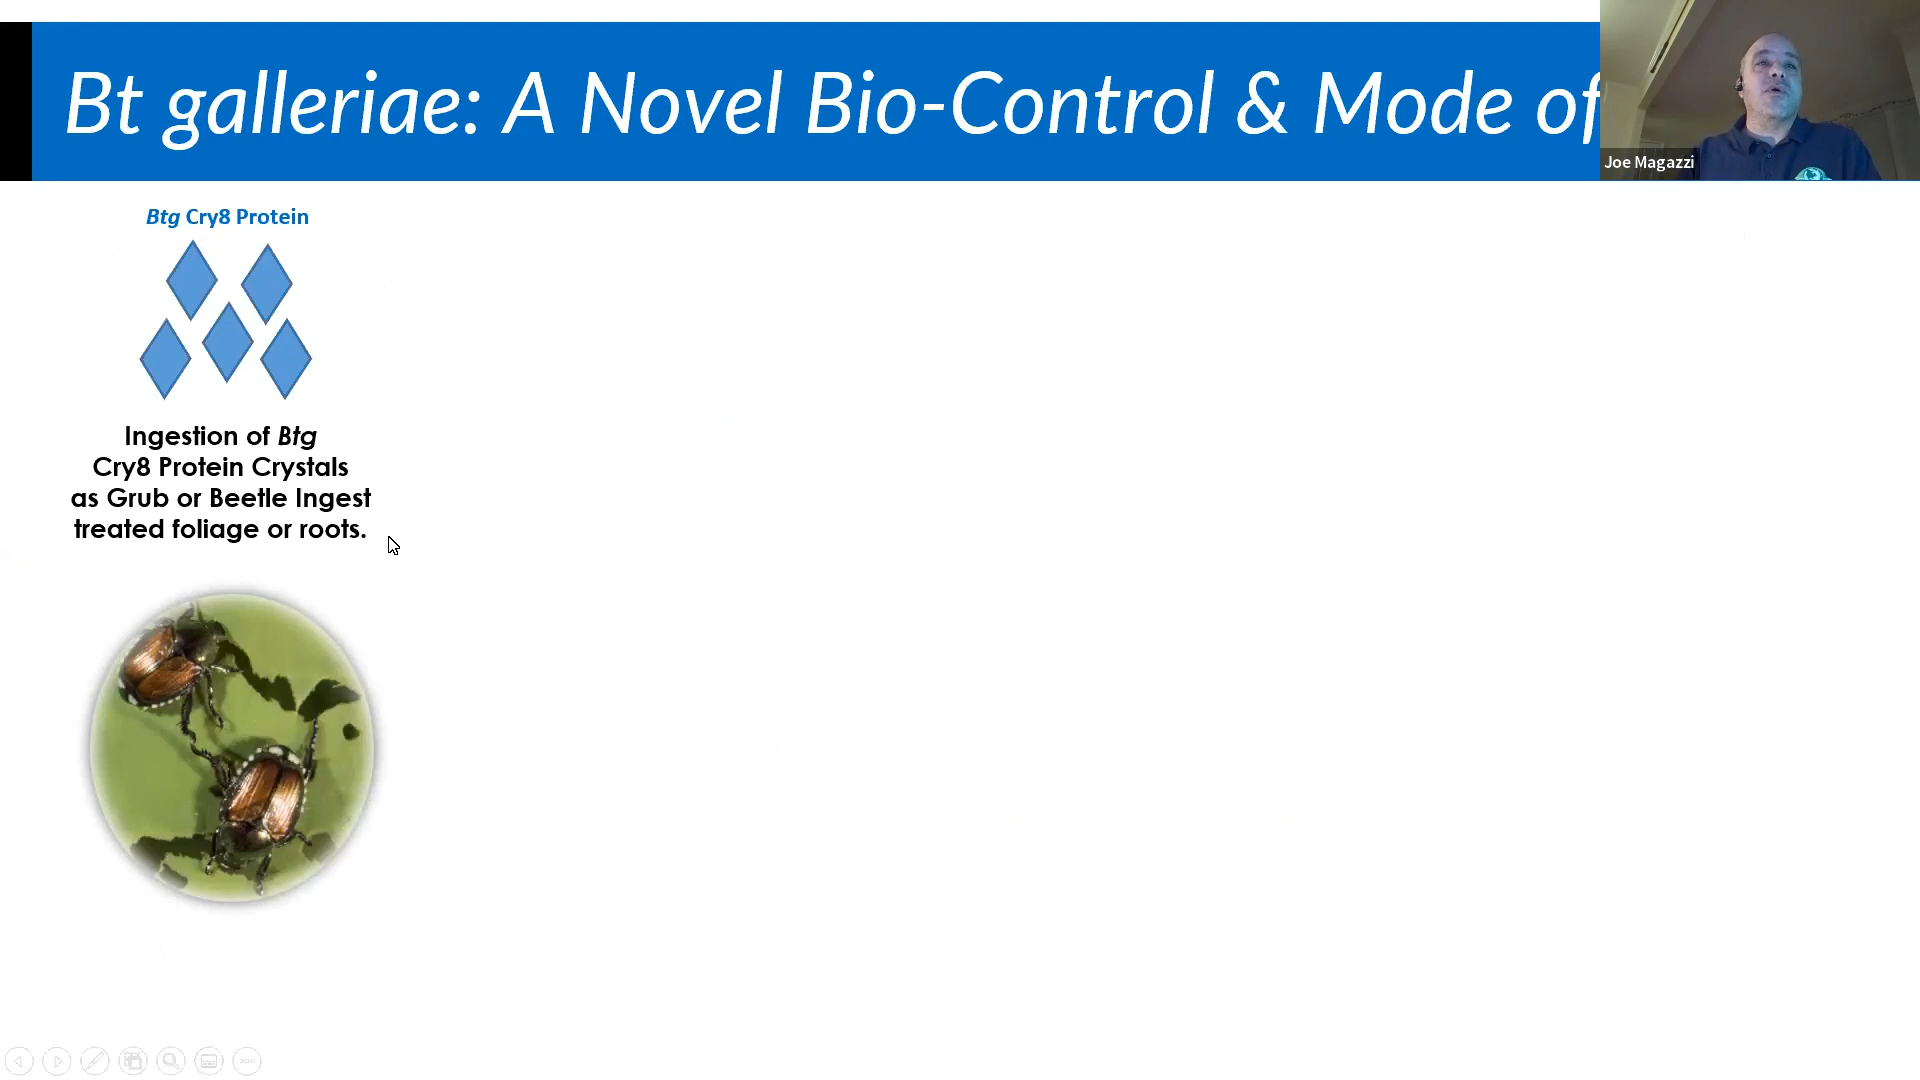 Bt galleriae: A Novel Bio-Control & Mode of
Joe Magazzi
Btg Cry8 Protein
Ingestion of Btg
Cry8 Protein Crystals
as Grub or Beetle Ingest
treated foliage or roots.